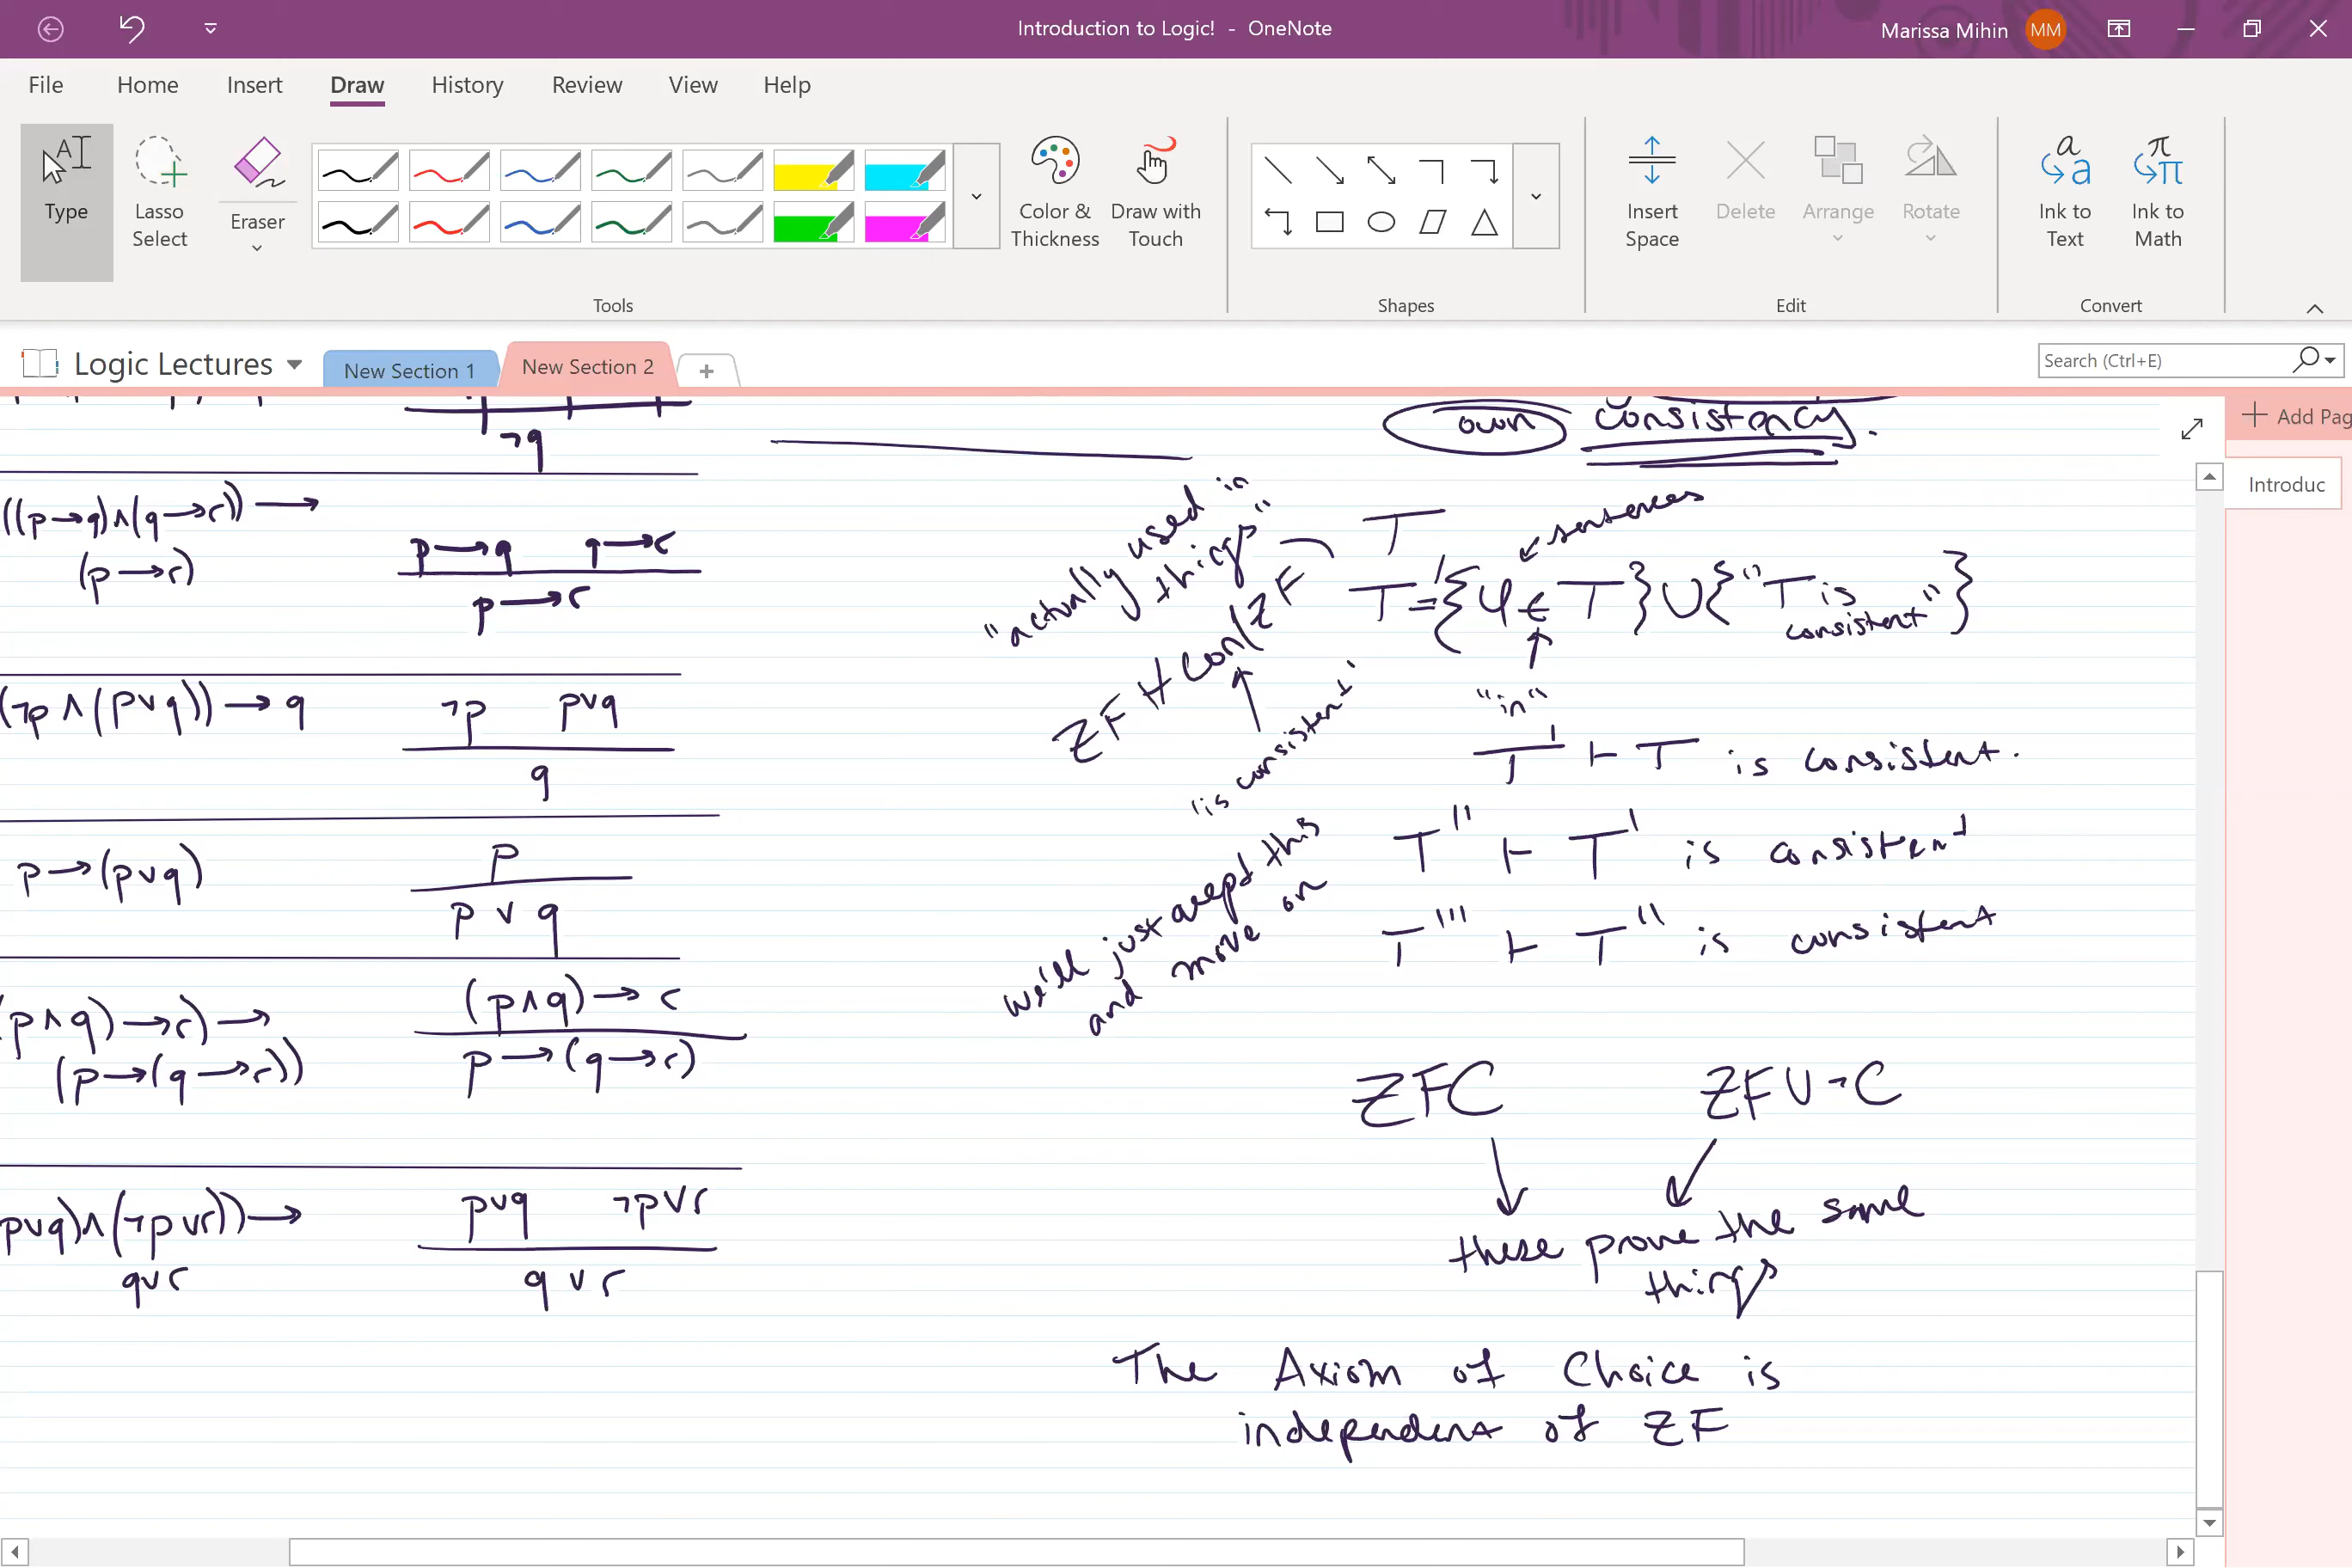 Introduction to Logic! - OneNote
Marissa Mihin
MM
File
Home
Insert
Draw
History
Review
View
Help
Type
Lasso
Select
Eraser
Color &
Thickness
Draw with
Touch
Insert
Space
Delete
Arrange
Rotate
Ink to
Text
Ink to
Math
Tools
Shapes
Edit
Convert
Logic Lectures
New Section 1
New Section 2
+
Search (Ctrl+E)
Add Pag
Introduc
¬q
((p→q)∧(q→r))→
(p→r)
p→q q→r
p→r
(¬p∧(p∨q))→q
¬p p∨q
q
p→(p∨q)
p
p ∨ q
(p∧q)→r)→
(p→(q→r))
(p∧q)→r
p→(q→r)
p∨q)∧(¬p∨r))→
q∨r
p∨q ¬p∨r
q ∨ r
own consistency.
"actually used in
things"
ZF ⊬ con(ZF
"is consistent"
we'll just accept this
and move on
T
sentences
T'={φ∈T}∪{"T is
consistent"}
"in"
T' ⊢ T is consistent.
T'' ⊢ T' is consistent
T''' ⊢ T'' is consistent
ZFC ZF∪¬C
these prove the same
things
The Axiom of Choice is
independent of ZF